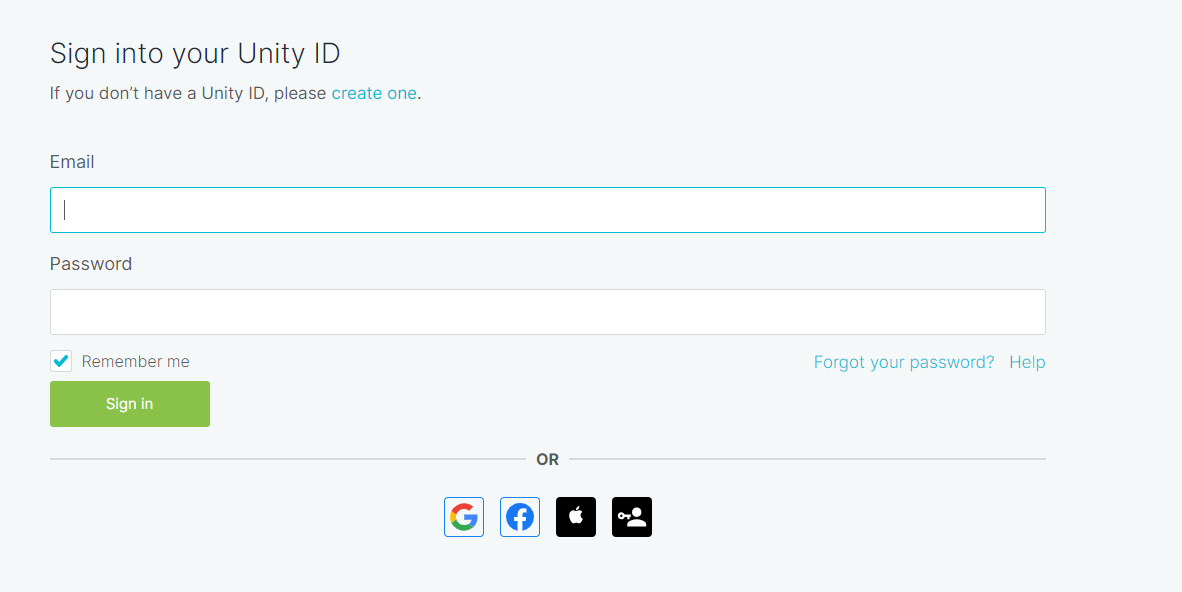 Sign into your Unity ID
If you don’t have a Unity ID, please create one.
Email
Password
Remember me
Forgot your password? Help
Sign in
OR